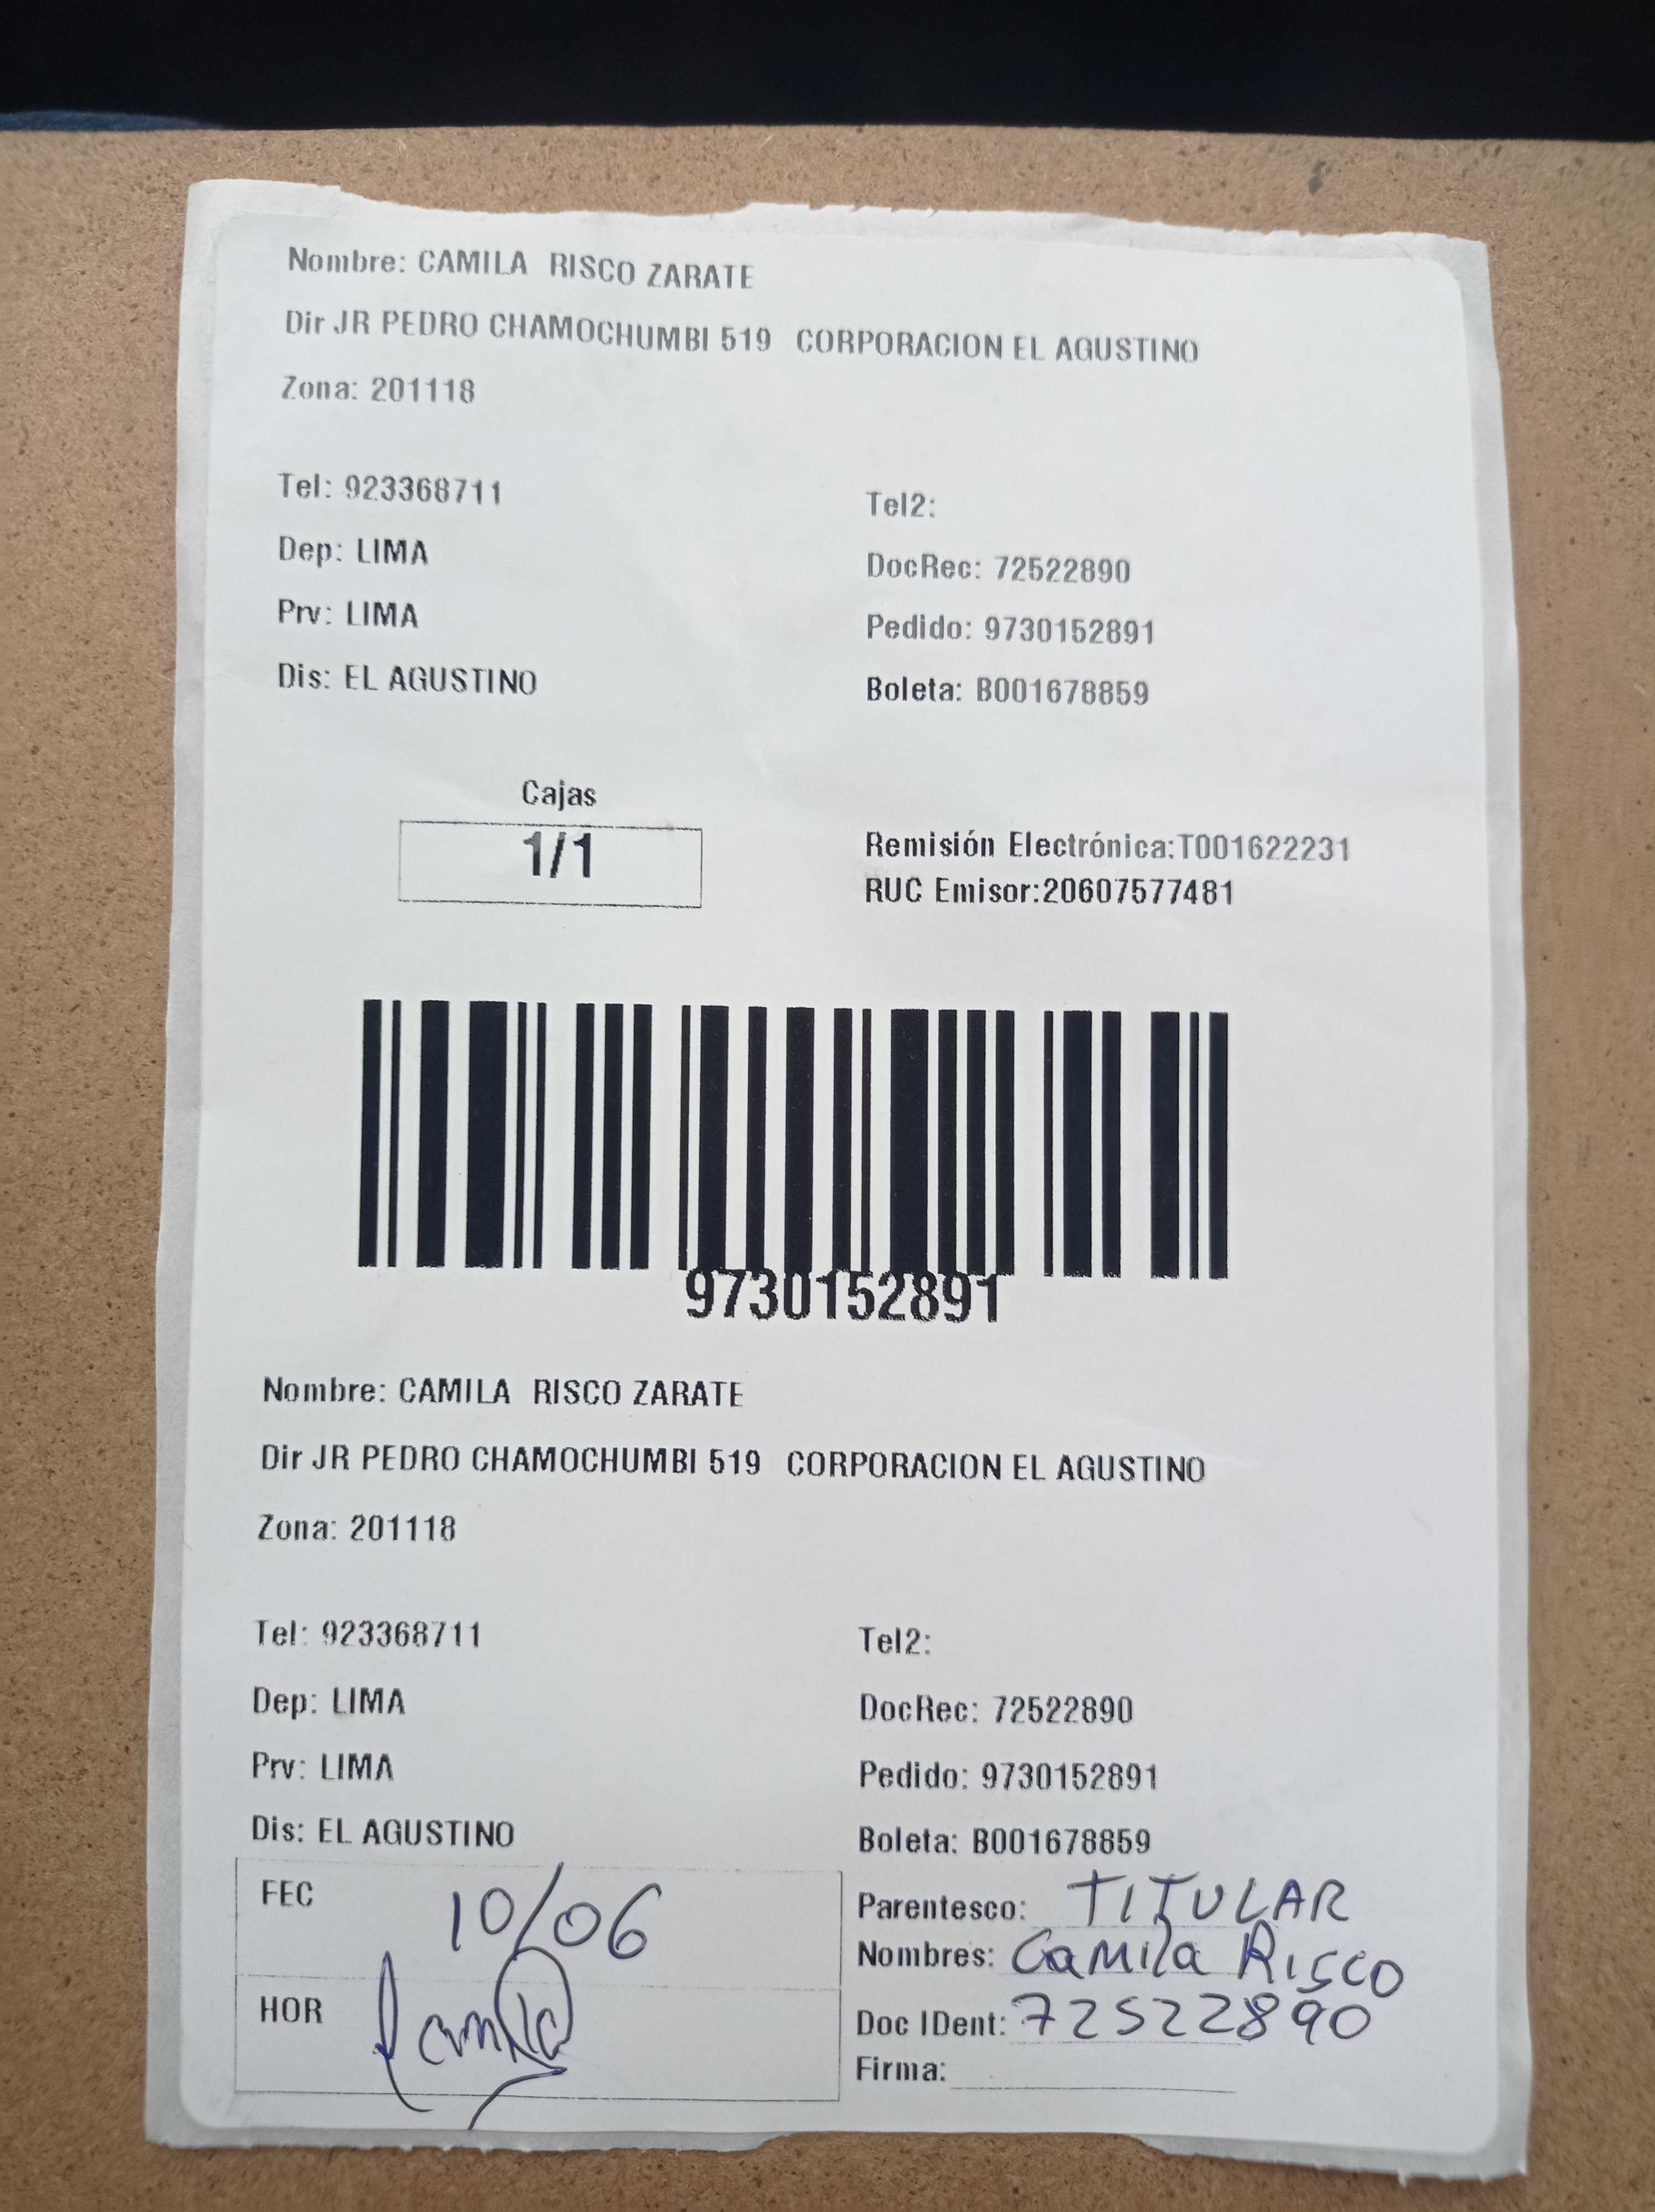 Nombre: CAMILA RISCO ZARATE
Dir JR PEDRO CHAMOCHUMBI 519 CORPORACION EL AGUSTINO
Zona: 201118
Tel: 923368711
Tel2:
Dep: LIMA
DocRec: 72522890
Prv: LIMA
Pedido: 9730152891
Dis: EL AGUSTINO
Boleta: B001678859
Cajas
1/1
Remisión Electrónica:T001622231
RUC Emisor:20607577481
9730152891
Nombre: CAMILA RISCO ZARATE
Dir JR PEDRO CHAMOCHUMBI 519 CORPORACION EL AGUSTINO
Zona: 201118
Tel: 923368711
Tel2:
Dep: LIMA
DocRec: 72522890
Prv: LIMA
Pedido: 9730152891
Dis: EL AGUSTINO
Boleta: B001678859
FEC 10/06
Parentesco: TITULAR
Nombres: Camila Risco
HOR Camila
Doc IDent: 72522890
Firma: